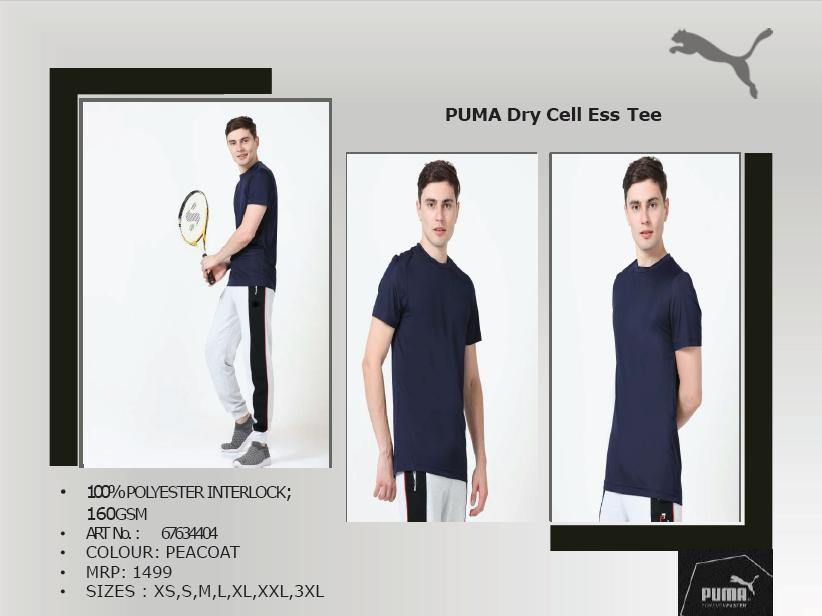 PUMA Dry Cell Ess Tee
• 100% POLYESTER INTERLOCK;
160GSM
• ART No. : 67634404
• COLOUR: PEACOAT
• MRP: 1499
• SIZES : XS,S,M,L,XL,XXL,3XL
PUMA
FOREVERFASTER